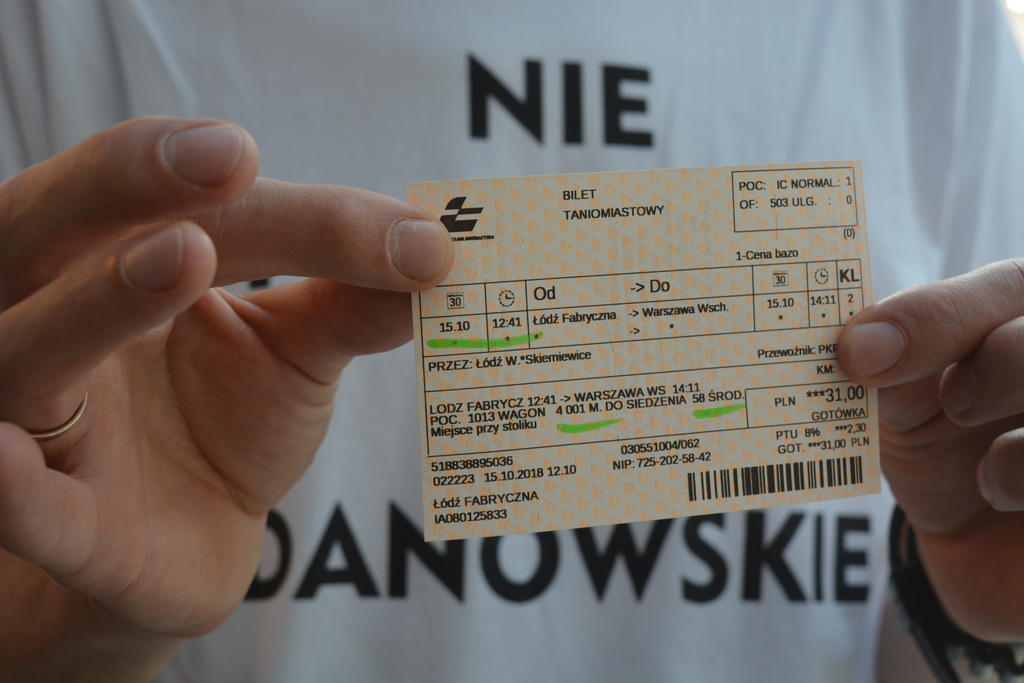 NIE
BILET
TANIOMIASTOWY
POC: IC NORMAL: 1
OF: 503 ULG. : 0
(0)
1-Cena bazo
30 Od -> Do 30 KL
15.10 12:41 Łódź Fabryczna -> Warszawa Wsch. 15.10 14:11 2
* -> * * * *
PRZEZ: Łódź W.*Skierniewice Przewoźnik: PKP
KM:
LODZ FABRYCZ 12:41 -> WARSZAWA WS 14:11
POC. 1013 WAGON 4 001 M. DO SIEDZENIA 58 ŚROD.
Miejsce przy stoliku
PLN ***31,00
GOTÓWKA
PTU 8% ***2,30
GOT. ***31,00 PLN
518838895036 030551004/062
022223 15.10.2018 12.10 NIP: 725-202-58-42
Łódź FABRYCZNA
IA080125833
DANOWSKIE